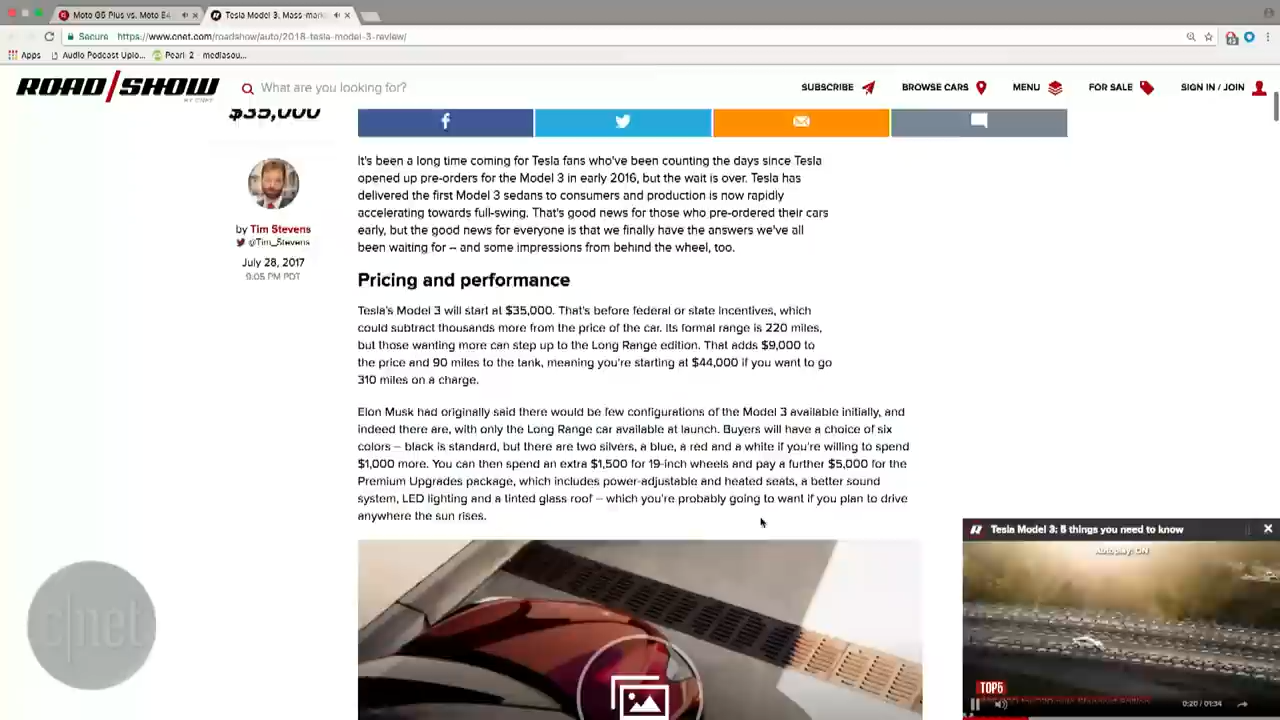 Moto G5 Plus vs. Moto E4
Tesla Model 3, Mass-mark
Secure https://www.cnet.com/roadshow/auto/2018-tesla-model-3-review/
Apps Audio Podcast Uplo... Pearl-2 - mediasou...
ROAD/SHOW What are you looking for? SUBSCRIBE BROWSE CARS MENU FOR SALE SIGN IN / JOIN
BY CNET
$35,000
by Tim Stevens
@Tim_Stevens
July 28, 2017
9:05 PM PDT
It's been a long time coming for Tesla fans who've been counting the days since Tesla
opened up pre-orders for the Model 3 in early 2016, but the wait is over. Tesla has
delivered the first Model 3 sedans to consumers and production is now rapidly
accelerating towards full-swing. That's good news for those who pre-ordered their cars
early, but the good news for everyone is that we finally have the answers we've all
been waiting for -- and some impressions from behind the wheel, too.
Pricing and performance
Tesla's Model 3 will start at $35,000. That's before federal or state incentives, which
could subtract thousands more from the price of the car. Its formal range is 220 miles,
but those wanting more can step up to the Long Range edition. That adds $9,000 to
the price and 90 miles to the tank, meaning you're starting at $44,000 if you want to go
310 miles on a charge.
Elon Musk had originally said there would be few configurations of the Model 3 available initially, and
indeed there are, with only the Long Range car available at launch. Buyers will have a choice of six
colors -- black is standard, but there are two silvers, a blue, a red and a white if you're willing to spend
$1,000 more. You can then spend an extra $1,500 for 19-inch wheels and pay a further $5,000 for the
Premium Upgrades package, which includes power-adjustable and heated seats, a better sound
system, LED lighting and a tinted glass roof -- which you're probably going to want if you plan to drive
anywhere the sun rises.
Tesla Model 3: 5 things you need to know
Autoplay: ON
TOP5
0:20 / 01:34
c|net